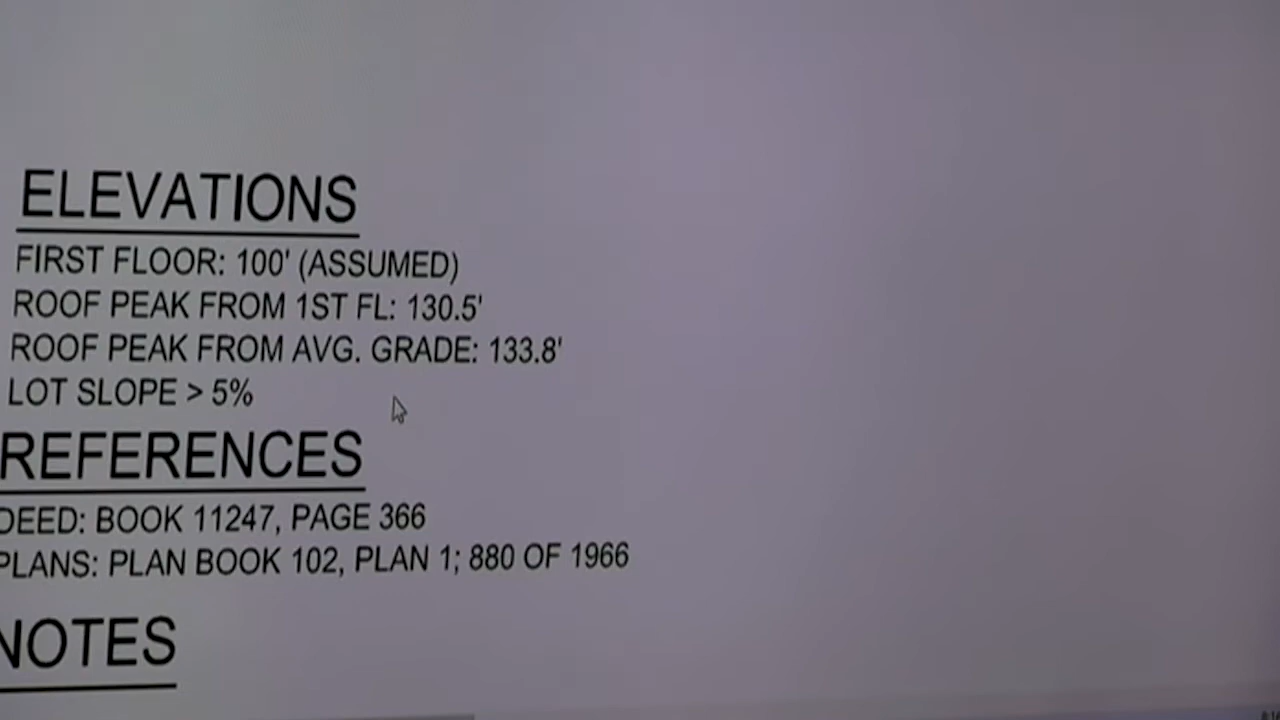 ELEVATIONS
FIRST FLOOR: 100' (ASSUMED)
ROOF PEAK FROM 1ST FL: 130.5'
ROOF PEAK FROM AVG. GRADE: 133.8'
LOT SLOPE > 5%
REFERENCES
DEED: BOOK 11247, PAGE 366
PLANS: PLAN BOOK 102, PLAN 1; 880 OF 1966
NOTES